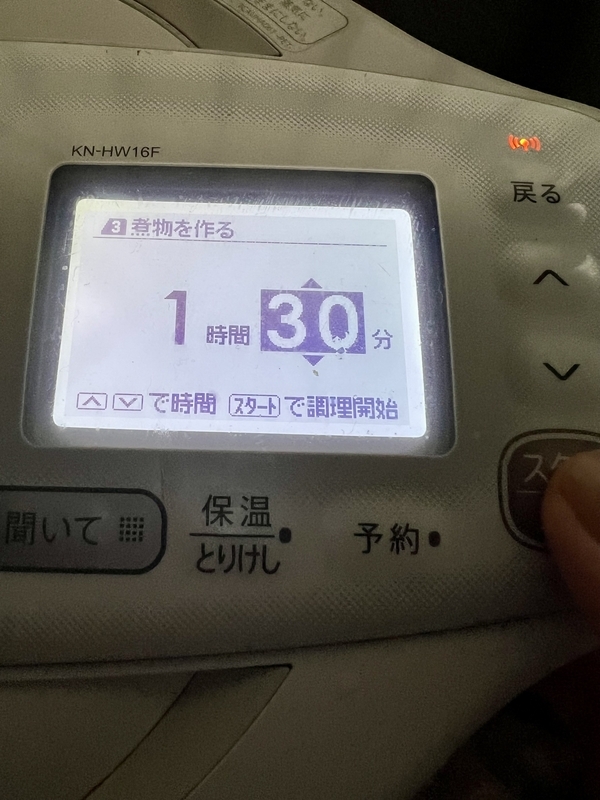 KN-HW16F
戻る
3 煮物を作る
1 時間 30 分
で時間 スタート で調理開始
聞いて
保温
とりけし
予約